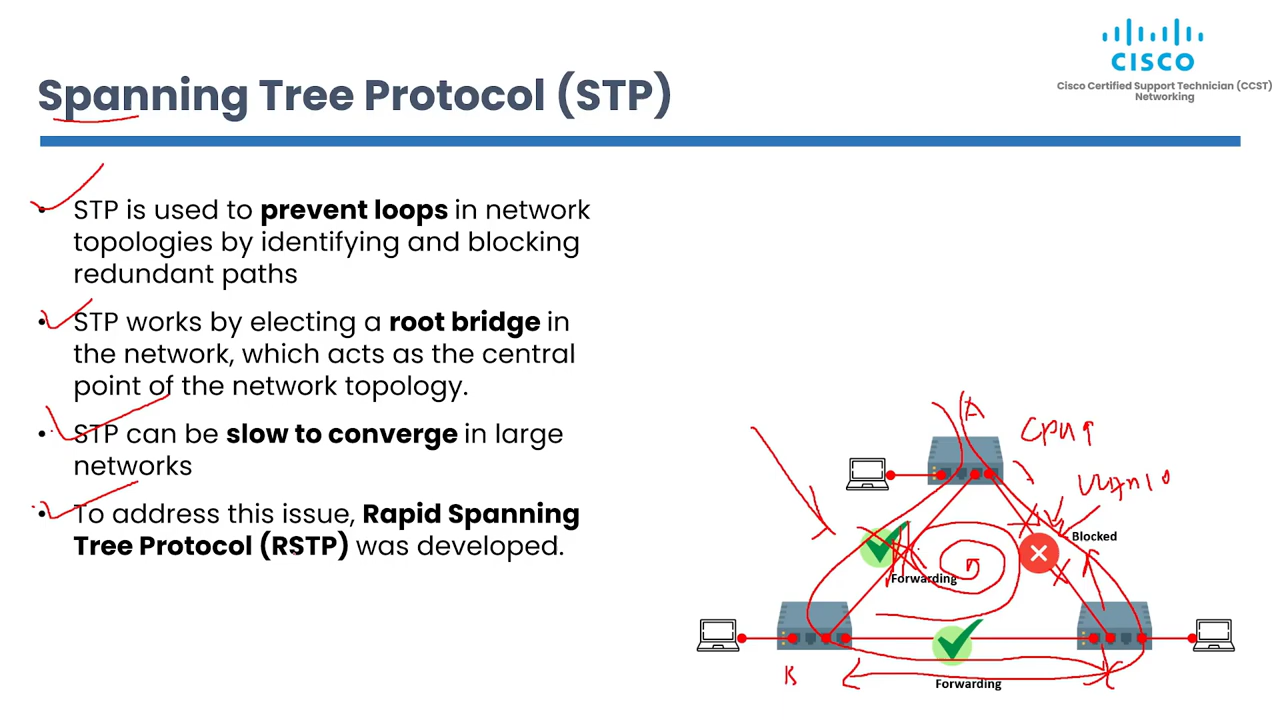 CISCO
Cisco Certified Support Technician (CCST)
Networking
Spanning Tree Protocol (STP)
• STP is used to prevent loops in network
topologies by identifying and blocking
redundant paths
• STP works by electing a root bridge in
the network, which acts as the central
point of the network topology.
• STP can be slow to converge in large
networks
• To address this issue, Rapid Spanning
Tree Protocol (RSTP) was developed.
A
CPU↑
Blocked
Forwarding
B
Forwarding